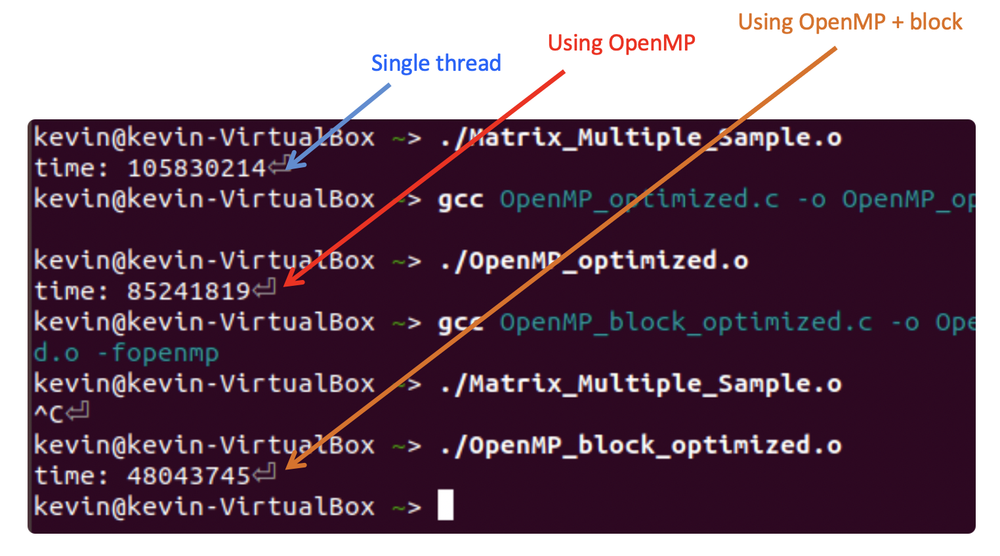 Using OpenMP + block
Using OpenMP
Single thread
kevin@kevin-VirtualBox ~> ./Matrix_Multiple_Sample.o
time: 105830214⏎
kevin@kevin-VirtualBox ~> gcc OpenMP_optimized.c -o OpenMP_op
kevin@kevin-VirtualBox ~> ./OpenMP_optimized.o
time: 85241819⏎
kevin@kevin-VirtualBox ~> gcc OpenMP_block_optimized.c -o Ope
d.o -fopenmp
kevin@kevin-VirtualBox ~> ./Matrix_Multiple_Sample.o
^C⏎
kevin@kevin-VirtualBox ~> ./OpenMP_block_optimized.o
time: 48043745⏎
kevin@kevin-VirtualBox ~>